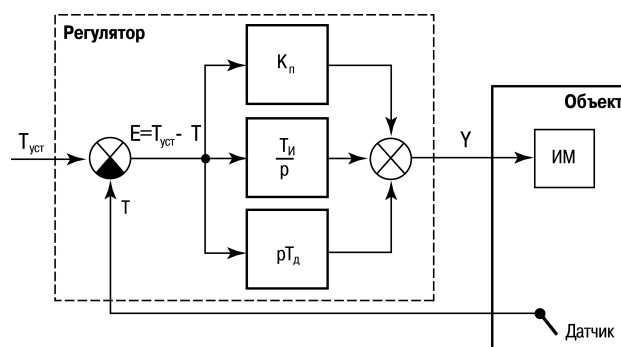 Регулятор
Kп
Объект
Tуст
E=Tуст- T
Tи
p
Y
ИМ
T
pTд
Датчик